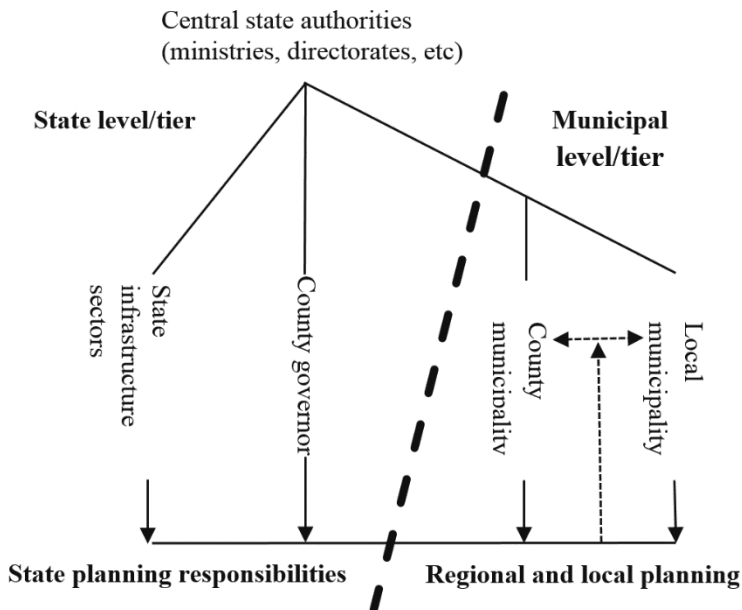 Central state authorities
(ministries, directorates, etc)
State level/tier
Municipal
level/tier
State
infrastructure
sectors
County governor
County
municipality
Local
municipality
State planning responsibilities
Regional and local planning